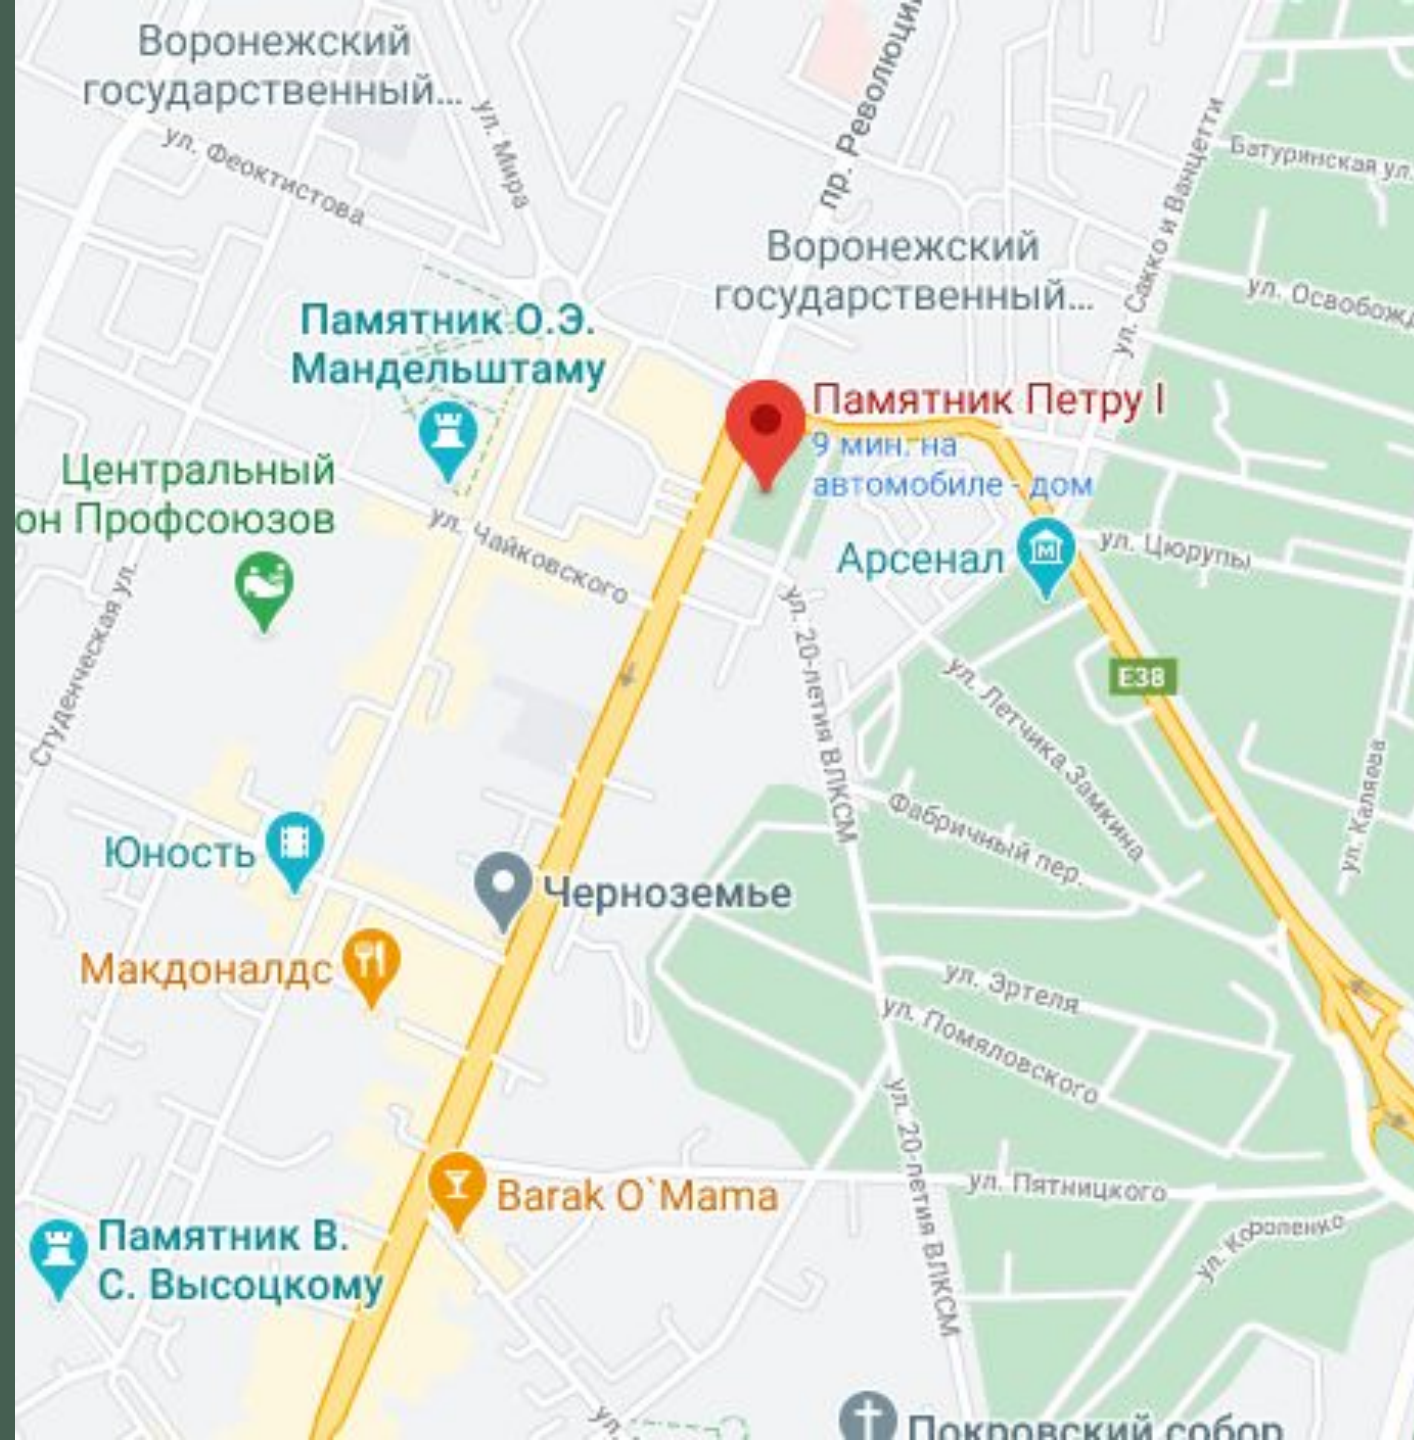 Воронежский
государственный...
ул. Мира
пр. Революции
ул. Феоктистова
ул. Сакко и Ванцетти
Батуринская ул.
Воронежский
государственный...
ул. Освобожд
Памятник О.Э.
Мандельштаму
Памятник Петру I
9 мин. на
автомобиле - дом
Центральный
он Профсоюзов
ул. Чайковского
Арсенал
ул. Цюрупы
Студенческая ул.
ул. 20-летия ВЛКСМ
ул. Летчика Замкина
E38
ул. Каляева
Фабричный пер.
Юность
Черноземье
Макдоналдс
ул. Эртеля
ул. Помяловского
ул. 20-летия ВЛКСМ
Barak O`Mama
ул. Пятницкого
ул. Короленко
Памятник В.
С. Высоцкому
ул.
Покровский собор